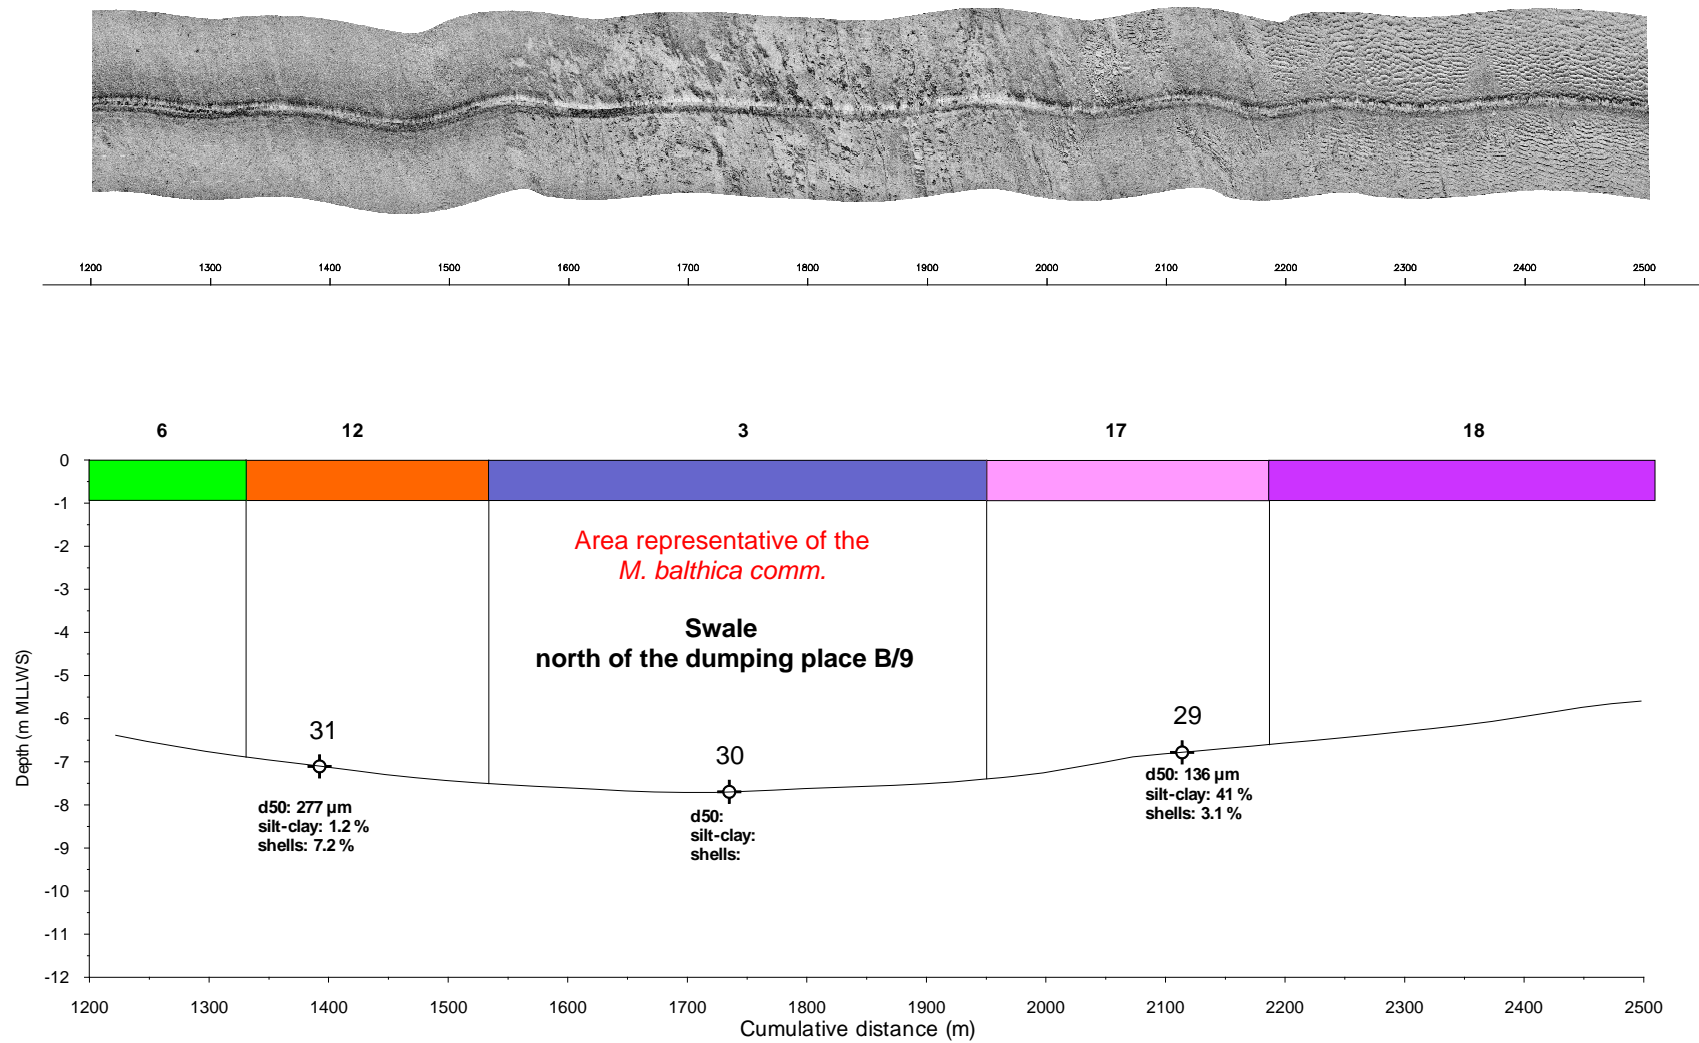 1200 1300 1400 1500 1600 1700 1800 1900 2000 2100 2200 2300 2400 2500
6 12 3 17 18
0
-1
-2
-3
-4
-5
-6
-7
-8
-9
-10
-11
-12
Depth (m MLLWS)
Area representative of the
M. balthica comm.
Swale
north of the dumping place B/9
31
d50: 277 µm
silt-clay: 1.2 %
shells: 7.2 %
30
d50:
silt-clay:
shells:
29
d50: 136 µm
silt-clay: 41 %
shells: 3.1 %
1200 1300 1400 1500 1600 1700 1800 1900 2000 2100 2200 2300 2400 2500
Cumulative distance (m)